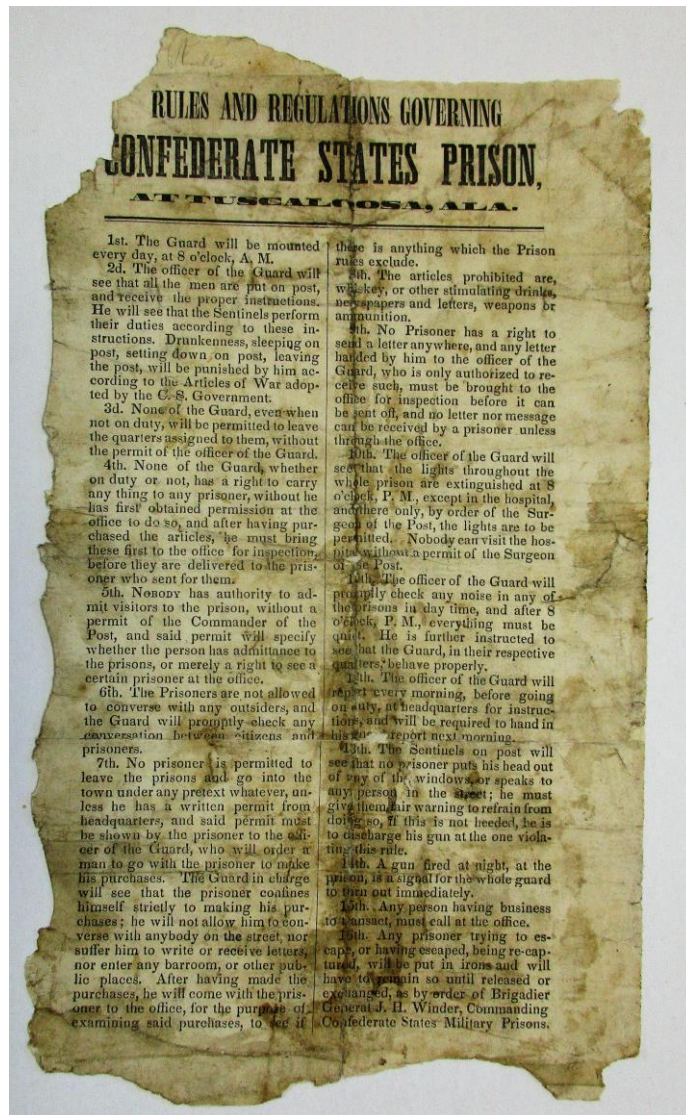 RULES AND REGULATIONS GOVERNING
CONFEDERATE STATES PRISON,
AT TUSCALOOSA, ALA.
1st. The Guard will be mounted
every day, at 8 o'clock, A. M.
2d. The officer of the Guard will
see that all the men are put on post,
and receive the proper instructions.
He will see that the Sentinels perform
their duties according to these in-
structions. Drunkenness, sleeping on
post, setting down on post, leaving
the post, will be punished by him ac-
cording to the Articles of War adop-
ted by the C. S. Government.
3d. None of the Guard, even when
not on duty, will be permitted to leave
the quarters assigned to them, without
the permit of the officer of the Guard.
4th. None of the Guard, whether
on duty or not, has a right to carry
any thing to any prisoner, without he
has first obtained permission at the
office to do so, and after having pur-
chased the articles, he must bring
these first to the office for inspection,
before they are delivered to the pris-
oner who sent for them.
5th. NOBODY has authority to ad-
mit visitors to the prison, without a
permit of the Commander of the
Post, and said permit will specify
whether the person has admittance to
the prisons, or merely a right to see a
certain prisoner at the office.
6th. The Prisoners are not allowed
to converse with any outsiders, and
the Guard will promptly check any
conversation between citizens and
prisoners.
7th. No prisoner is permitted to
leave the prisons and go into the
town under any pretext whatever, un-
less he has a written permit from
headquarters, and said permit must
be shown by the prisoner to the offi-
cer of the Guard, who will order a
man to go with the prisoner to make
his purchases. The Guard in charge
will see that the prisoner confines
himself strictly to making his pur-
chases; he will not allow him to con-
verse with anybody on the street, nor
suffer him to write or receive letters,
nor enter any barroom, or other pub-
lic places. After having made the
purchases, he will come with the pris-
oner to the office, for the purpose of
examining said purchases, to see if
there is anything which the Prison
rules exclude.
8th. The articles prohibited are,
whiskey, or other stimulating drinks,
newspapers and letters, weapons or
ammunition.
9th. No Prisoner has a right to
send a letter anywhere, and any letter
handed by him to the officer of the
Guard, who is only authorized to re-
ceive such, must be brought to the
office for inspection before it can
be sent off, and no letter nor message
can be received by a prisoner unless
through the office.
10th. The officer of the Guard will
see that the lights throughout the
whole prison are extinguished at 8
o'clock, P. M., except in the hospital,
and there only, by order of the Sur-
geon of the Post, the lights are to be
permitted. Nobody can visit the hos-
pital without a permit of the Surgeon
of Post.
11th. The officer of the Guard will
promptly check any noise in any of
the prisons in day time, and after 8
o'clock, P. M., everything must be
quiet. He is further instructed to
see that the Guard, in their respective
quarters, behave properly.
12th. The officer of the Guard will
report every morning, before going
on duty, at headquarters for instruc-
tions, and will be required to hand in
his report next morning.
13th. The Sentinels on post will
see that no prisoner puts his head out
of any of the windows, or speaks to
any person in the street; he must
give them fair warning to refrain from
doing so, if this is not heeded, he is
to discharge his gun at the one viola-
ting this rule.
14th. A gun fired at night, at the
prison, is a signal for the whole guard
to turn out immediately.
15th. Any person having business
to transact, must call at the office.
16th. Any prisoner trying to es-
cape, or having escaped, being re-cap-
tured, will be put in irons and will
have to remain so until released or
exchanged, as by order of Brigadier
General J. H. Winder, Commanding
Confederate States Military Prisons.